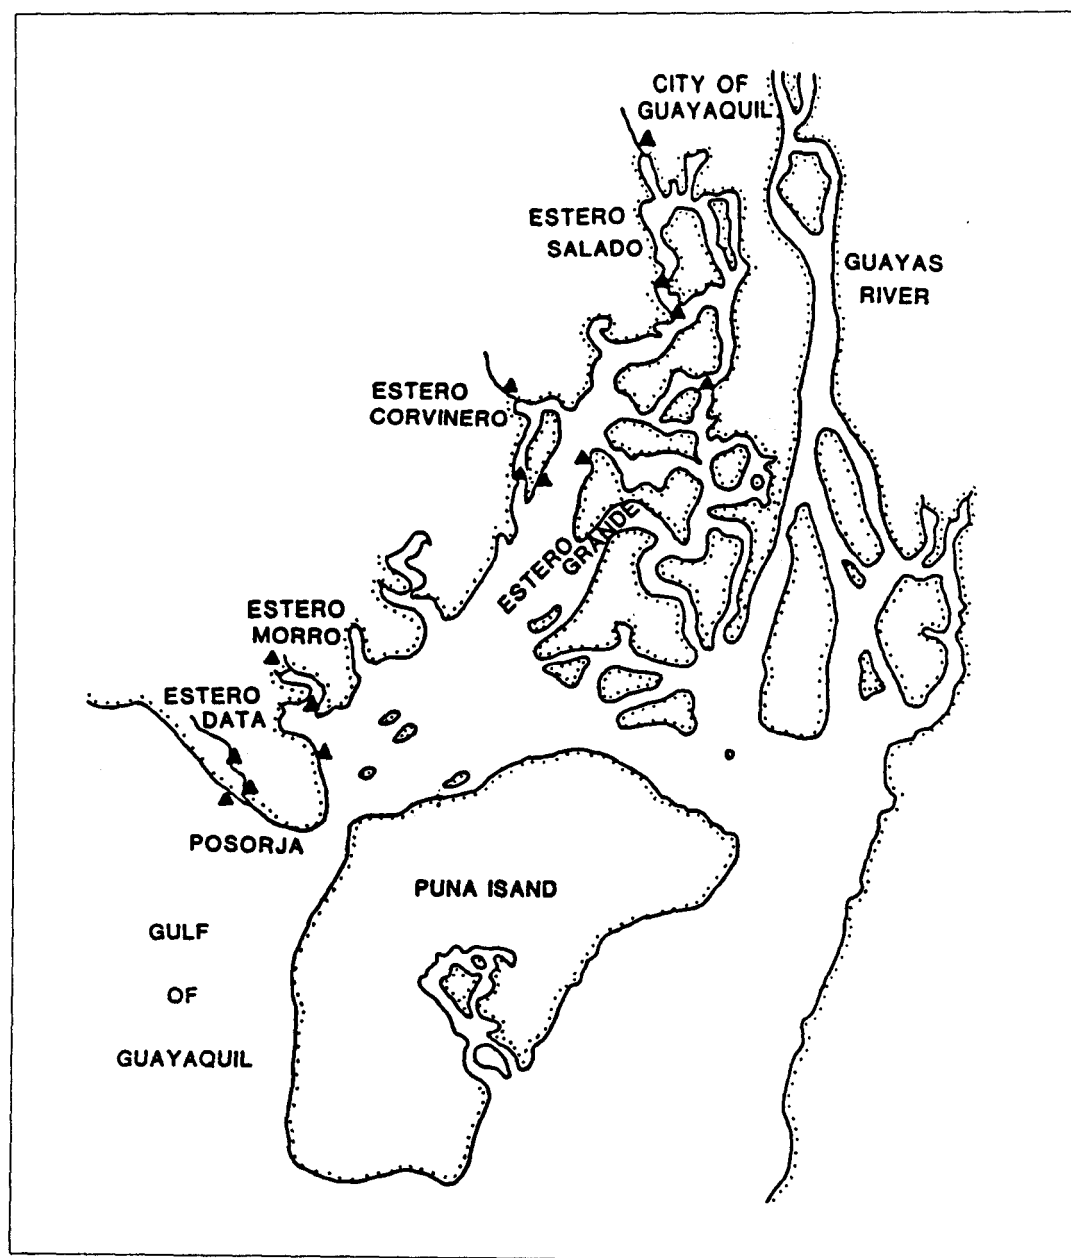 CITY OF
GUAYAQUIL
ESTERO
SALADO
GUAYAS
RIVER
ESTERO
CORVINERO
ESTERO
GRANDE
ESTERO
MORRO
ESTERO
DATA
POSORJA
PUNA ISAND
GULF
OF
GUAYAQUIL